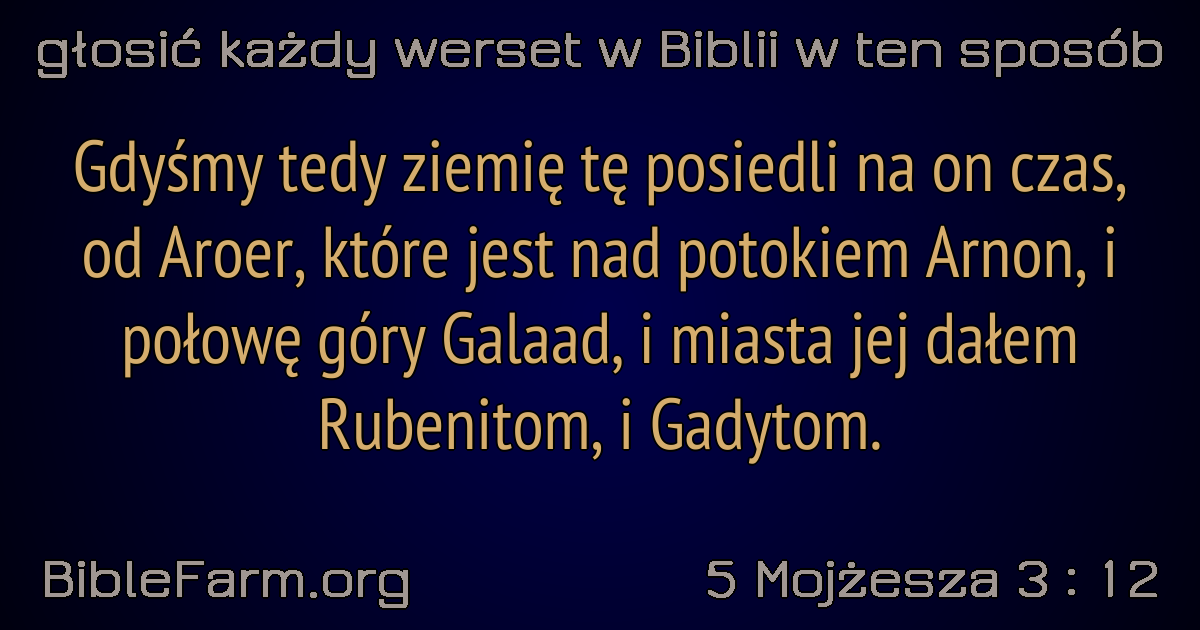 głosić każdy werset w Biblii w ten sposób
Gdyśmy tedy ziemię tę posiedli na on czas,
od Aroer, które jest nad potokiem Arnon, i
połowę góry Galaad, i miasta jej dałem
Rubenitom, i Gadytom.
BibleFarm.org
5 Mojżesza 3 : 12